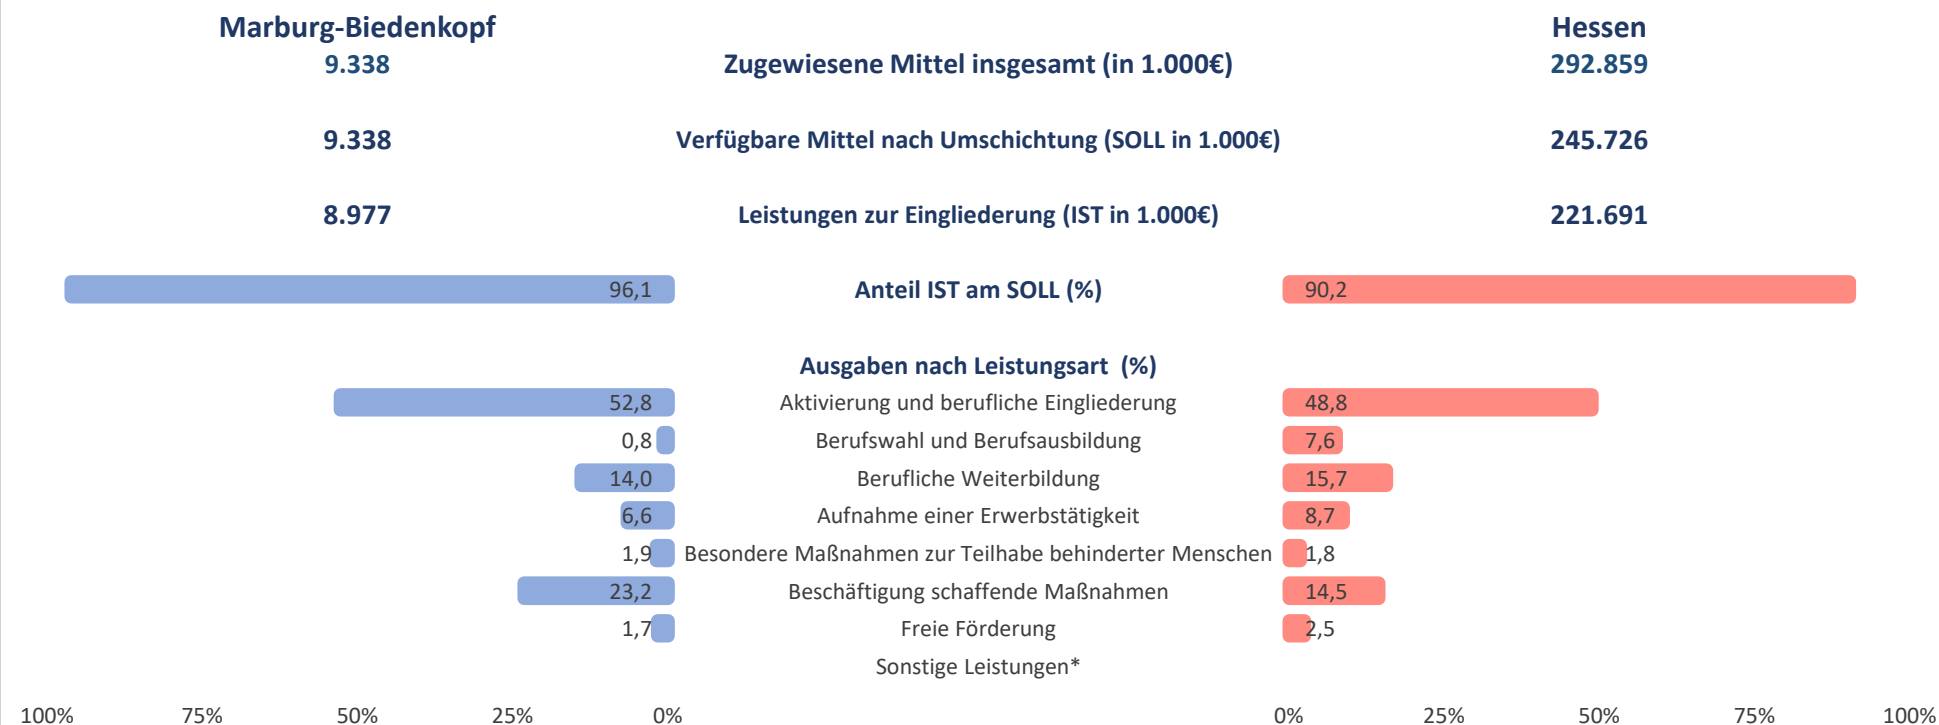 Marburg-Biedenkopf Hessen
9.338 Zugewiesene Mittel insgesamt (in 1.000€) 292.859
9.338 Verfügbare Mittel nach Umschichtung (SOLL in 1.000€) 245.726
8.977 Leistungen zur Eingliederung (IST in 1.000€) 221.691
96,1 Anteil IST am SOLL (%) 90,2
Ausgaben nach Leistungsart (%)
52,8 Aktivierung und berufliche Eingliederung 48,8
0,8 Berufswahl und Berufsausbildung 7,6
14,0 Berufliche Weiterbildung 15,7
6,6 Aufnahme einer Erwerbstätigkeit 8,7
1,9 Besondere Maßnahmen zur Teilhabe behinderter Menschen 1,8
23,2 Beschäftigung schaffende Maßnahmen 14,5
1,7 Freie Förderung 2,5
Sonstige Leistungen*
100% 75% 50% 25% 0% 0% 25% 50% 75% 100%